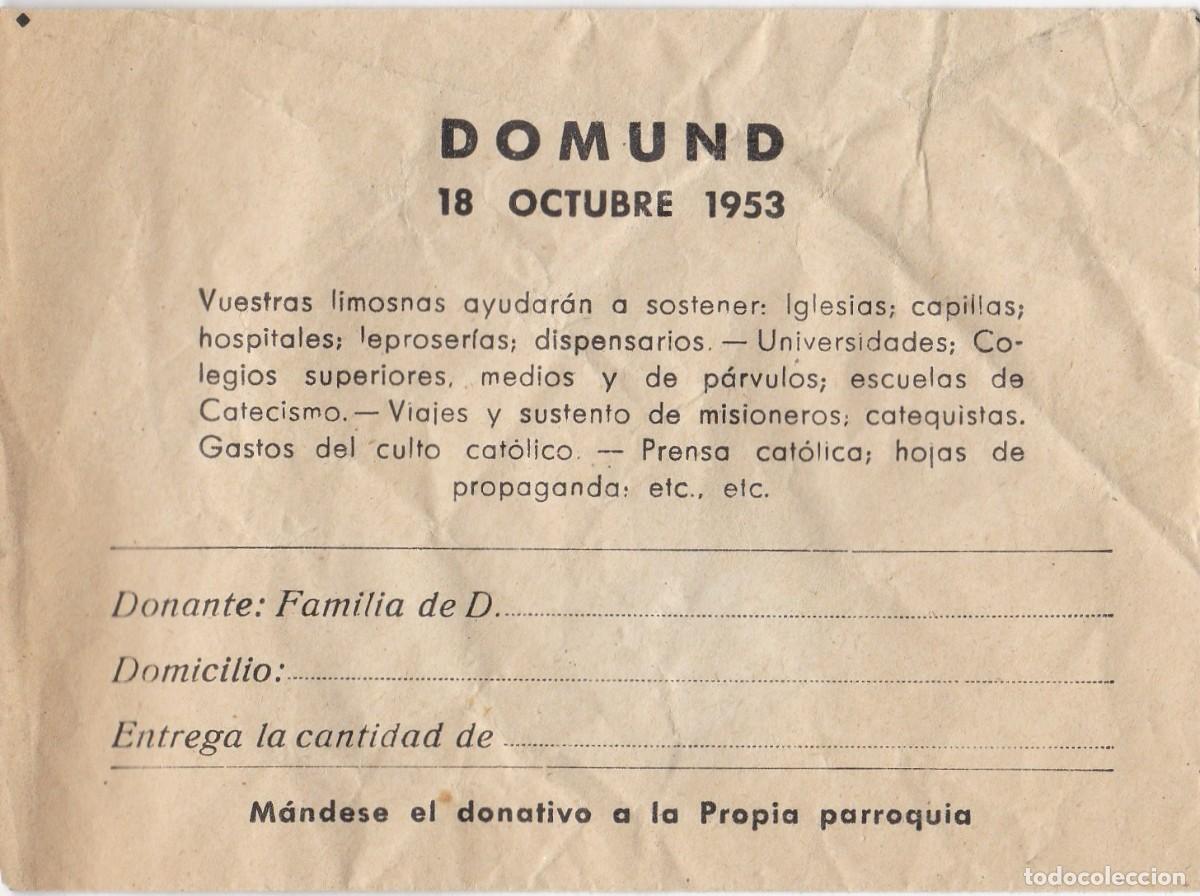 DOMUND
18 OCTUBRE 1953
Vuestras limosnas ayudarán a sostener: Iglesias; capillas;
hospitales; leproserías; dispensarios. — Universidades; Co-
legios superiores, medios y de párvulos; escuelas de
Catecismo. — Viajes y sustento de misioneros; catequistas.
Gastos del culto católico. — Prensa católica; hojas de
propaganda; etc., etc.
Donante: Familia de D.
Domicilio:
Entrega la cantidad de
Mándese el donativo a la Propia parroquia
todocoleccion